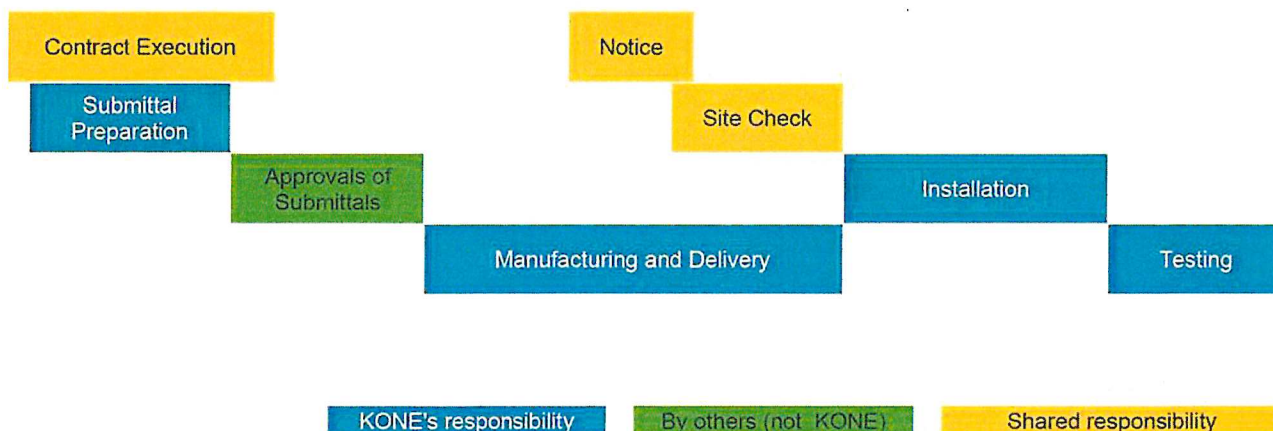 Contract Execution
Notice
Submittal
Preparation
Site Check
Approvals of
Submittals
Installation
Manufacturing and Delivery
Testing
KONE's responsibility
By others (not KONE)
Shared responsibility